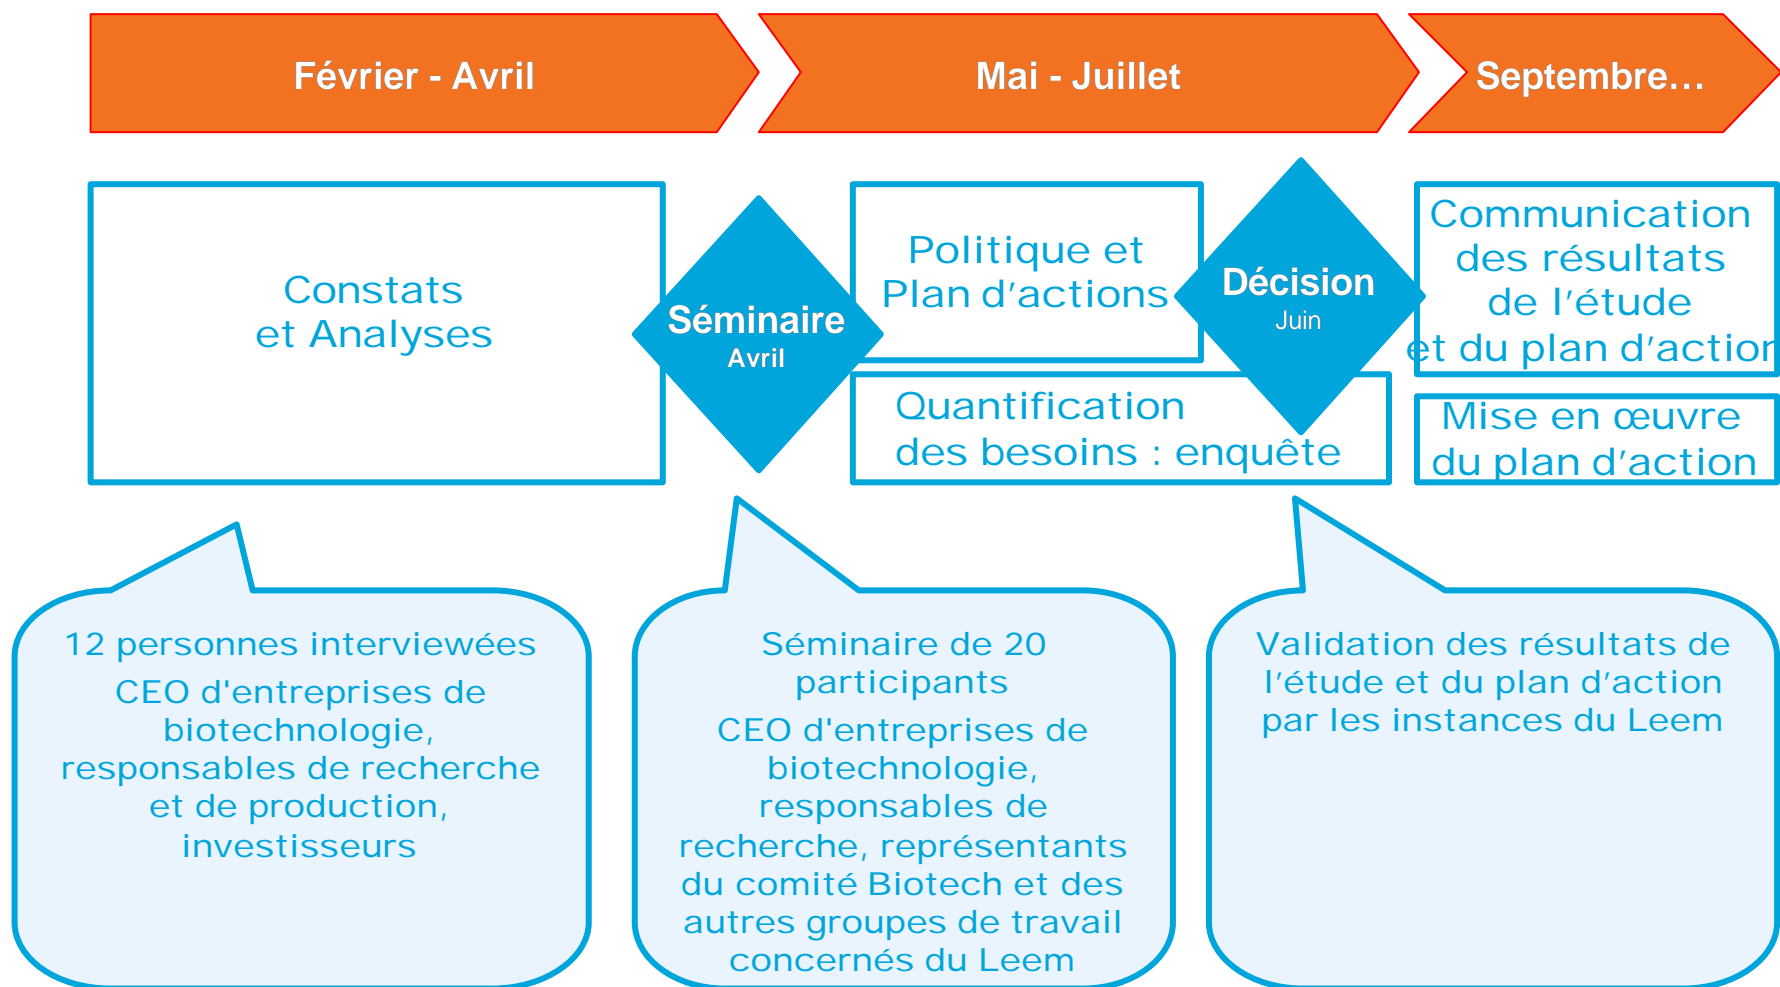 Février - Avril
Mai - Juillet
Septembre…
Constats
et Analyses
Séminaire
Avril
Politique et
Plan d’actions
Quantification
des besoins : enquête
Décision
Juin
Communication
des résultats
de l’étude
et du plan d’action
Mise en œuvre
du plan d’action
12 personnes interviewées
CEO d'entreprises de
biotechnologie,
responsables de recherche
et de production,
investisseurs
Séminaire de 20
participants
CEO d'entreprises de
biotechnologie,
responsables de
recherche, représentants
du comité Biotech et des
autres groupes de travail
concernés du Leem
Validation des résultats de
l’étude et du plan d’action
par les instances du Leem